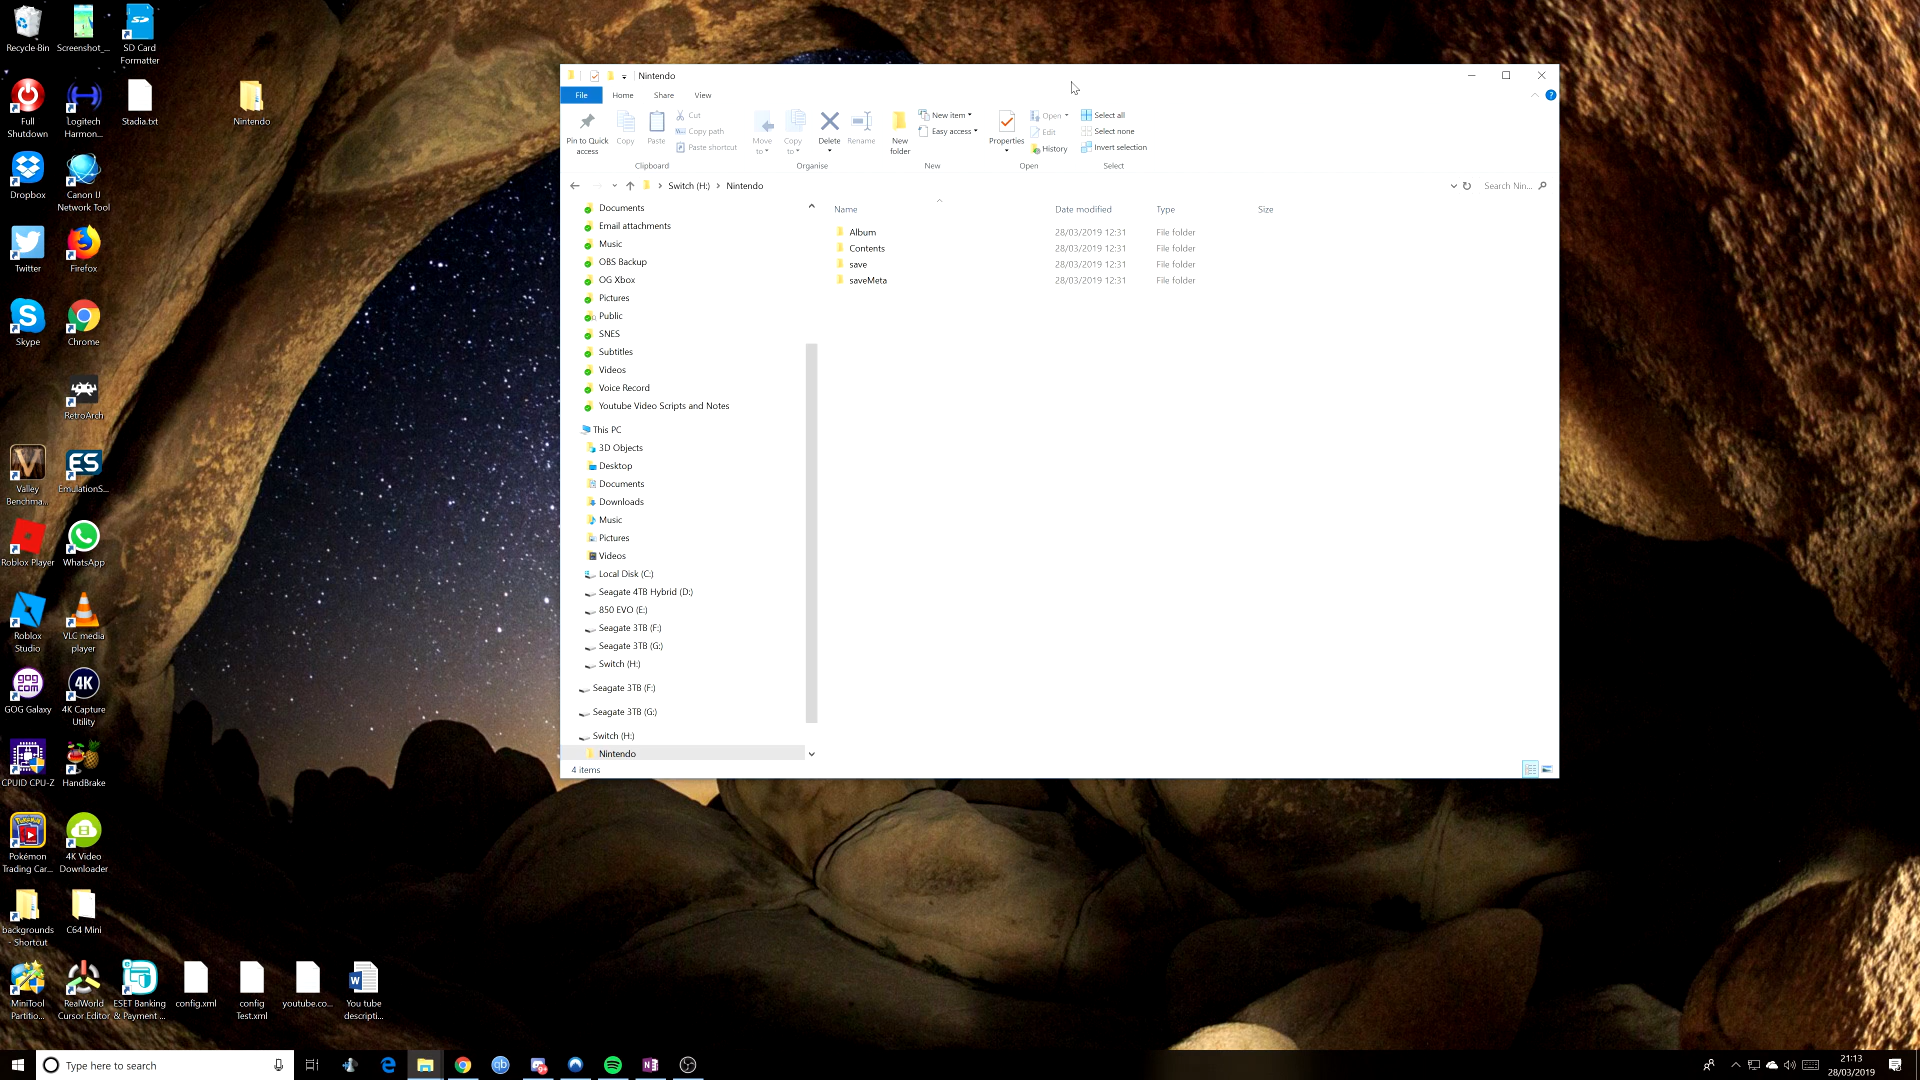 Recycle Bin
Screenshot_...
SD Card
Formatter
Full
Shutdown
Logitech
Harmon...
Stadia.txt
Nintendo
Dropbox
Canon IJ
Network Tool
Twitter
Firefox
Skype
Chrome
RetroArch
Valley
Benchma...
EmulationS...
Roblox Player
WhatsApp
Roblox
Studio
VLC media
player
GOG Galaxy
4K Capture
Utility
CPUID CPU-Z
HandBrake
Pokémon
Trading Car...
4K Video
Downloader
backgrounds
- Shortcut
C64 Mini
MiniTool
Partitio...
RealWorld
Cursor Editor
ESET Banking
& Payment ...
config.xml
config
Test.xml
youtube.co...
You tube
descripti...
Nintendo
File
Home
Share
View
Pin to Quick
access
Copy
Paste
Cut
Copy path
Paste shortcut
Clipboard
Move
to
Copy
to
Delete
Rename
Organise
New
folder
New item
Easy access
New
Properties
Open
Edit
History
Open
Select all
Select none
Invert selection
Select
Switch (H:) > Nintendo
Search Nin...
Documents
Email attachments
Music
OBS Backup
OG Xbox
Pictures
Public
SNES
Subtitles
Videos
Voice Record
Youtube Video Scripts and Notes
This PC
3D Objects
Desktop
Documents
Downloads
Music
Pictures
Videos
Local Disk (C:)
Seagate 4TB Hybrid (D:)
850 EVO (E:)
Seagate 3TB (F:)
Seagate 3TB (G:)
Switch (H:)
Seagate 3TB (F:)
Seagate 3TB (G:)
Switch (H:)
Nintendo
Name Date modified Type Size
Album 28/03/2019 12:31 File folder
Contents 28/03/2019 12:31 File folder
save 28/03/2019 12:31 File folder
saveMeta 28/03/2019 12:31 File folder
4 items
Type here to search
21:13
28/03/2019